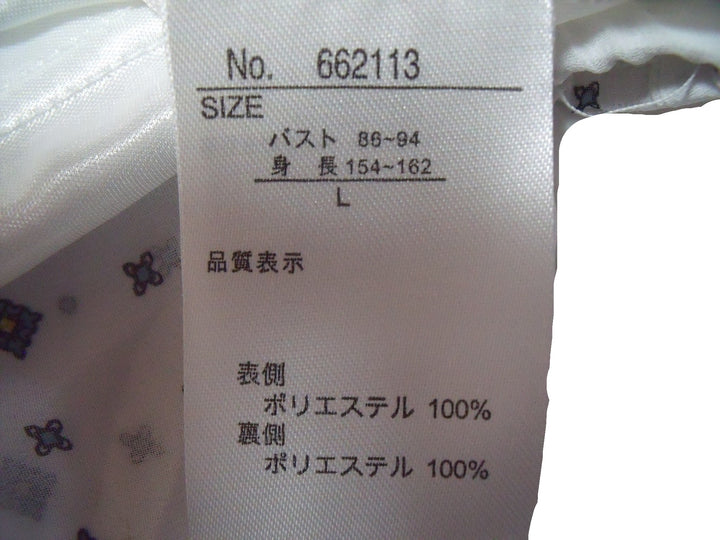 No. 662113
SIZE
バスト 86~94
身 長 154~162
L
品質表示
表側
ポリエステル 100%
裏側
ポリエステル 100%